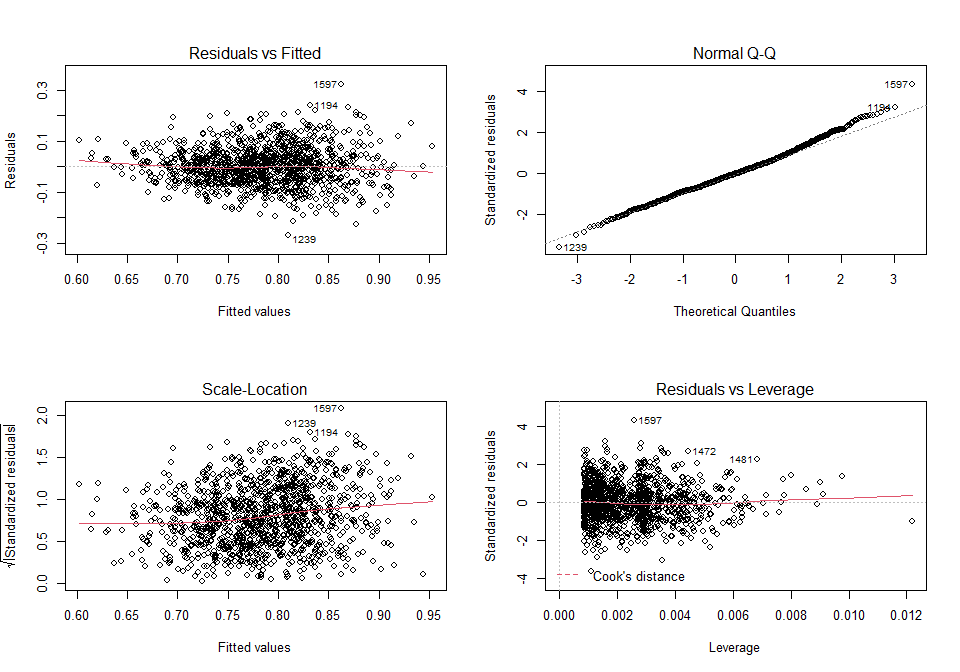 Residuals vs Fitted
Residuals
0.3
0.1
-0.1
-0.3
1597
1194
1239
0.60 0.65 0.70 0.75 0.80 0.85 0.90 0.95
Fitted values
Normal Q-Q
Standardized residuals
4
2
0
-2
1597
1194
1239
-3 -2 -1 0 1 2 3
Theoretical Quantiles
Scale-Location
√|Standardized residuals|
2.0
1.5
1.0
0.5
0.0
1597
1239
1194
0.60 0.65 0.70 0.75 0.80 0.85 0.90 0.95
Fitted values
Residuals vs Leverage
Standardized residuals
4
2
0
-2
-4
1597
1472
1481
Cook's distance
0.000 0.002 0.004 0.006 0.008 0.010 0.012
Leverage